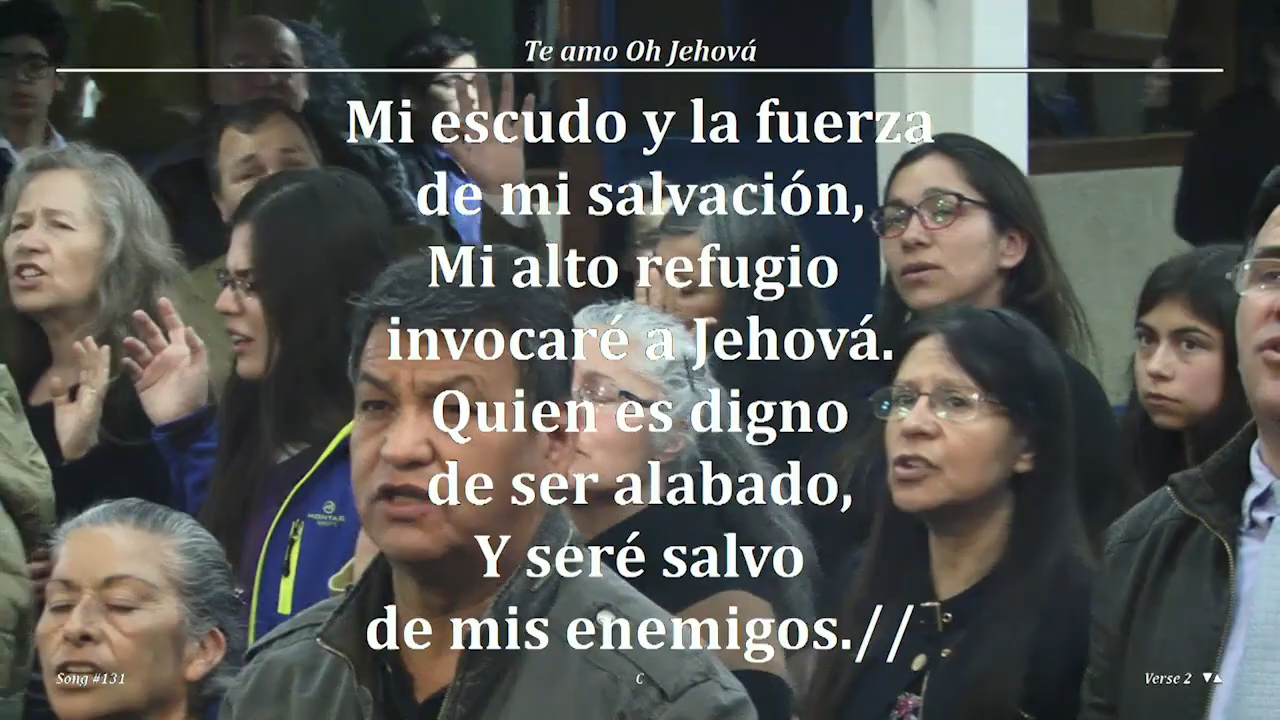 Te amo Oh Jehová
Mi escudo y la fuerza
de mi salvación,
Mi alto refugio
invocaré a Jehová.
Quien es digno
de ser alabado,
Y seré salvo
de mis enemigos.//
Song #131
C
Verse 2 ▼▲